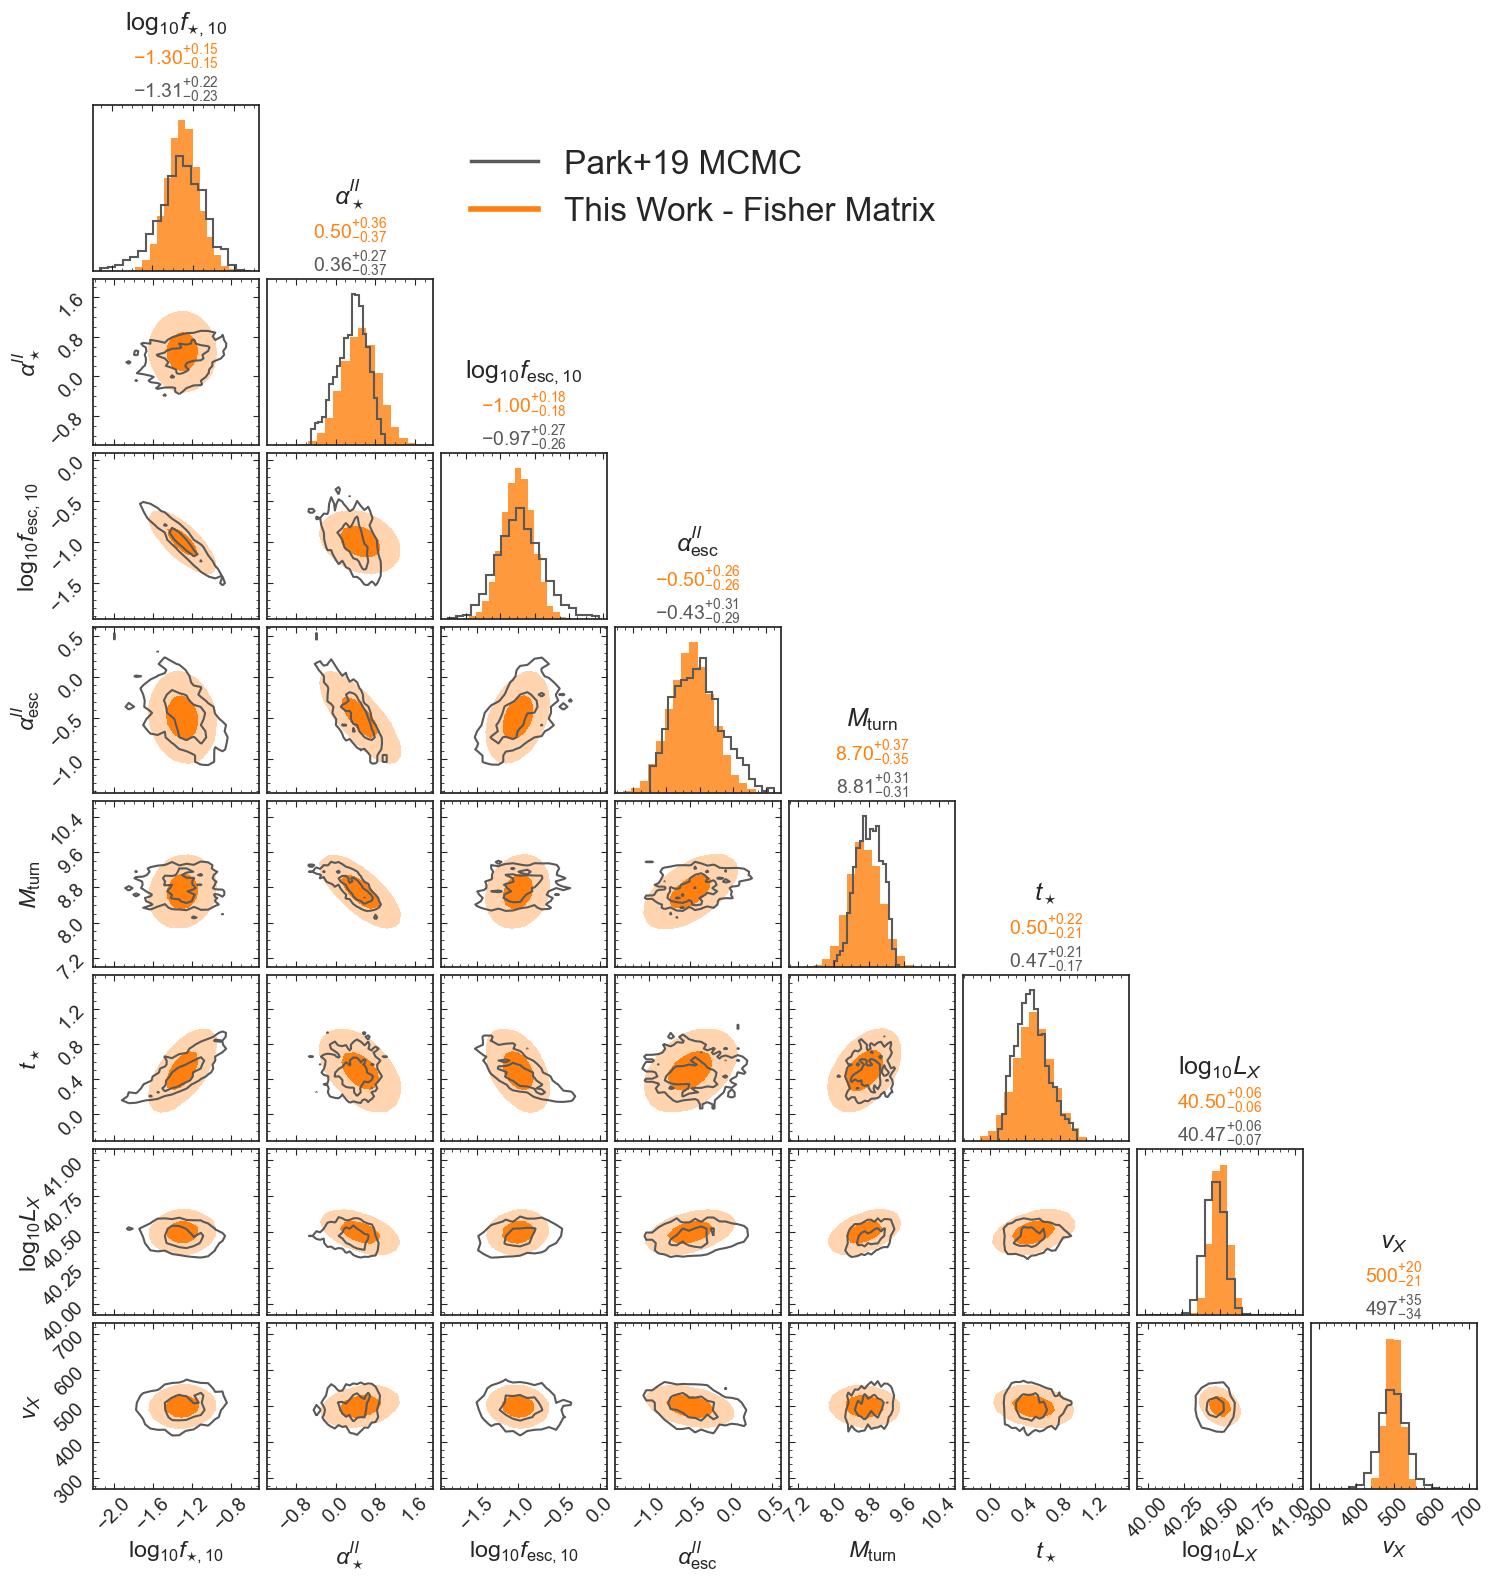 log₁₀f⋆, 10
−1.30+0.15−0.15
−1.31+0.22−0.23
Park+19 MCMC
This Work - Fisher Matrix
α⋆II
0.50+0.36−0.37
0.36+0.27−0.37
1.6
0.8
0.0
−0.8
α⋆II
log₁₀fesc, 10
−1.00+0.18−0.18
−0.97+0.27−0.26
0.0
−0.5
−1.0
−1.5
log₁₀fesc, 10
αescII
−0.50+0.26−0.26
−0.43+0.31−0.29
0.5
0.0
−0.5
−1.0
αescII
Mturn
8.70+0.37−0.35
8.81+0.31−0.31
10.4
9.6
8.8
8.0
7.2
Mturn
t⋆
0.50+0.22−0.21
0.47+0.21−0.17
1.2
0.8
0.4
0.0
t⋆
log₁₀LX
40.50+0.06−0.06
40.47+0.06−0.07
41.00
40.75
40.50
40.25
40.00
log₁₀LX
vX
500+20−21
497+35−34
700
600
500
400
300
vX
−2.0 −1.6 −1.2 −0.8 −0.8 0.0 0.8 1.6 −1.5 −1.0 −0.5 0.0 −1.0 −0.5 0.0 0.5 7.2 8.0 8.8 9.6 10.4 0.0 0.4 0.8 1.2 40.00 40.25 40.50 40.75 41.00 300 400 500 600 700
log₁₀f⋆, 10 α⋆II log₁₀fesc, 10 αescII Mturn t⋆ log₁₀LX vX